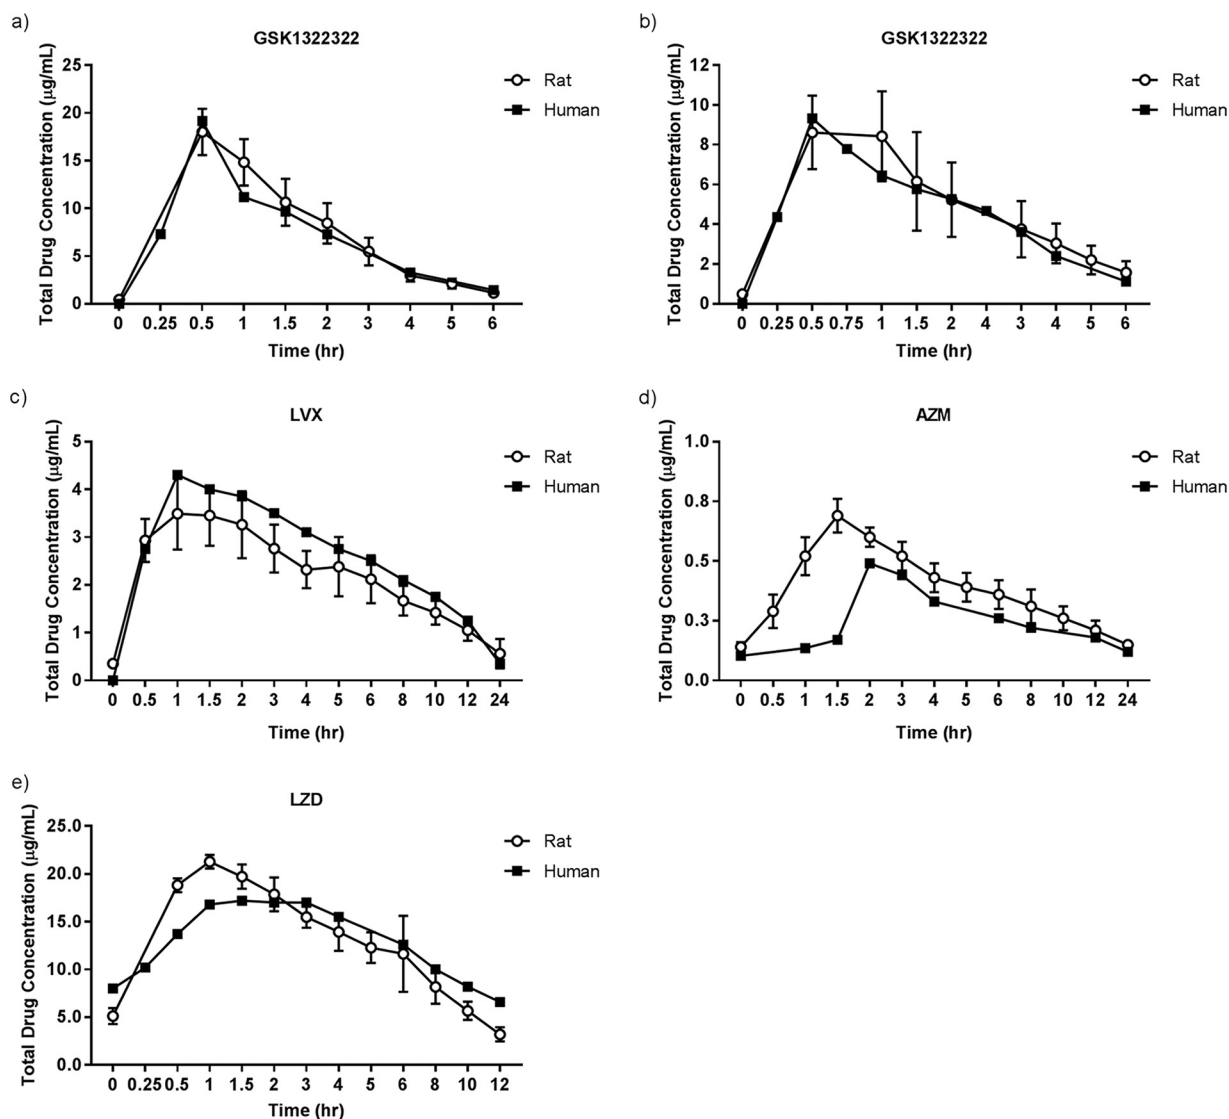 a)
GSK1322322
Total Drug Concentration (μg/mL)
25
20
15
10
5
0
0 0.25 0.5 1 1.5 2 3 4 5 6
Time (hr)
Rat
Human
b)
GSK1322322
Total Drug Concentration (μg/mL)
12
10
8
6
4
2
0
0 0.25 0.5 0.75 1 1.5 2 4 3 4 5 6
Time (hr)
Rat
Human
c)
LVX
Total Drug Concentration (μg/mL)
5
4
3
2
1
0
0 0.5 1 1.5 2 3 4 5 6 8 10 12 24
Time (hr)
Rat
Human
d)
AZM
Total Drug Concentration (μg/mL)
1.0
0.8
0.5
0.3
0.0
0 0.5 1 1.5 2 3 4 5 6 8 10 12 24
Time (hr)
Rat
Human
e)
LZD
Total Drug Concentration (μg/mL)
25.0
20.0
15.0
10.0
5.0
0.0
0 0.25 0.5 1 1.5 2 3 4 5 6 8 10 12
Time (hr)
Rat
Human